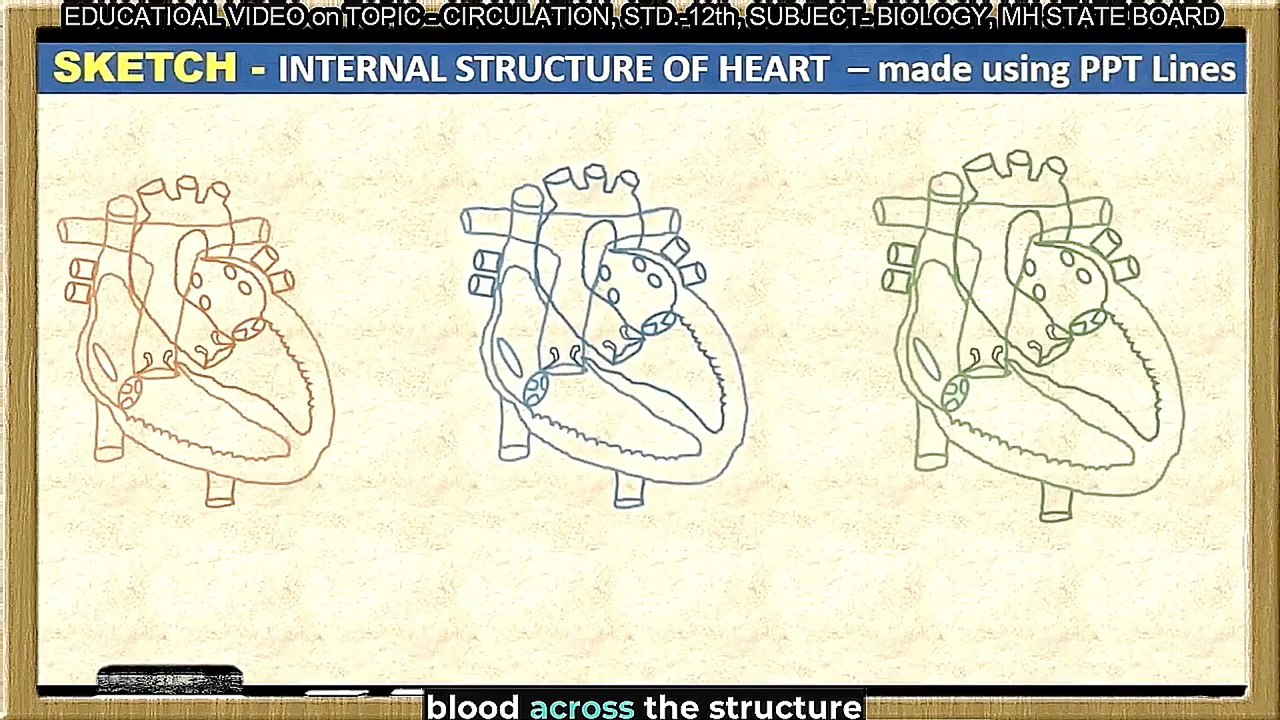 EDUCATIOAL VIDEO on TOPIC - CIRCULATION, STD.-12th, SUBJECT- BIOLOGY, MH STATE BOARD
SKETCH - INTERNAL STRUCTURE OF HEART – made using PPT Lines
blood across the structure